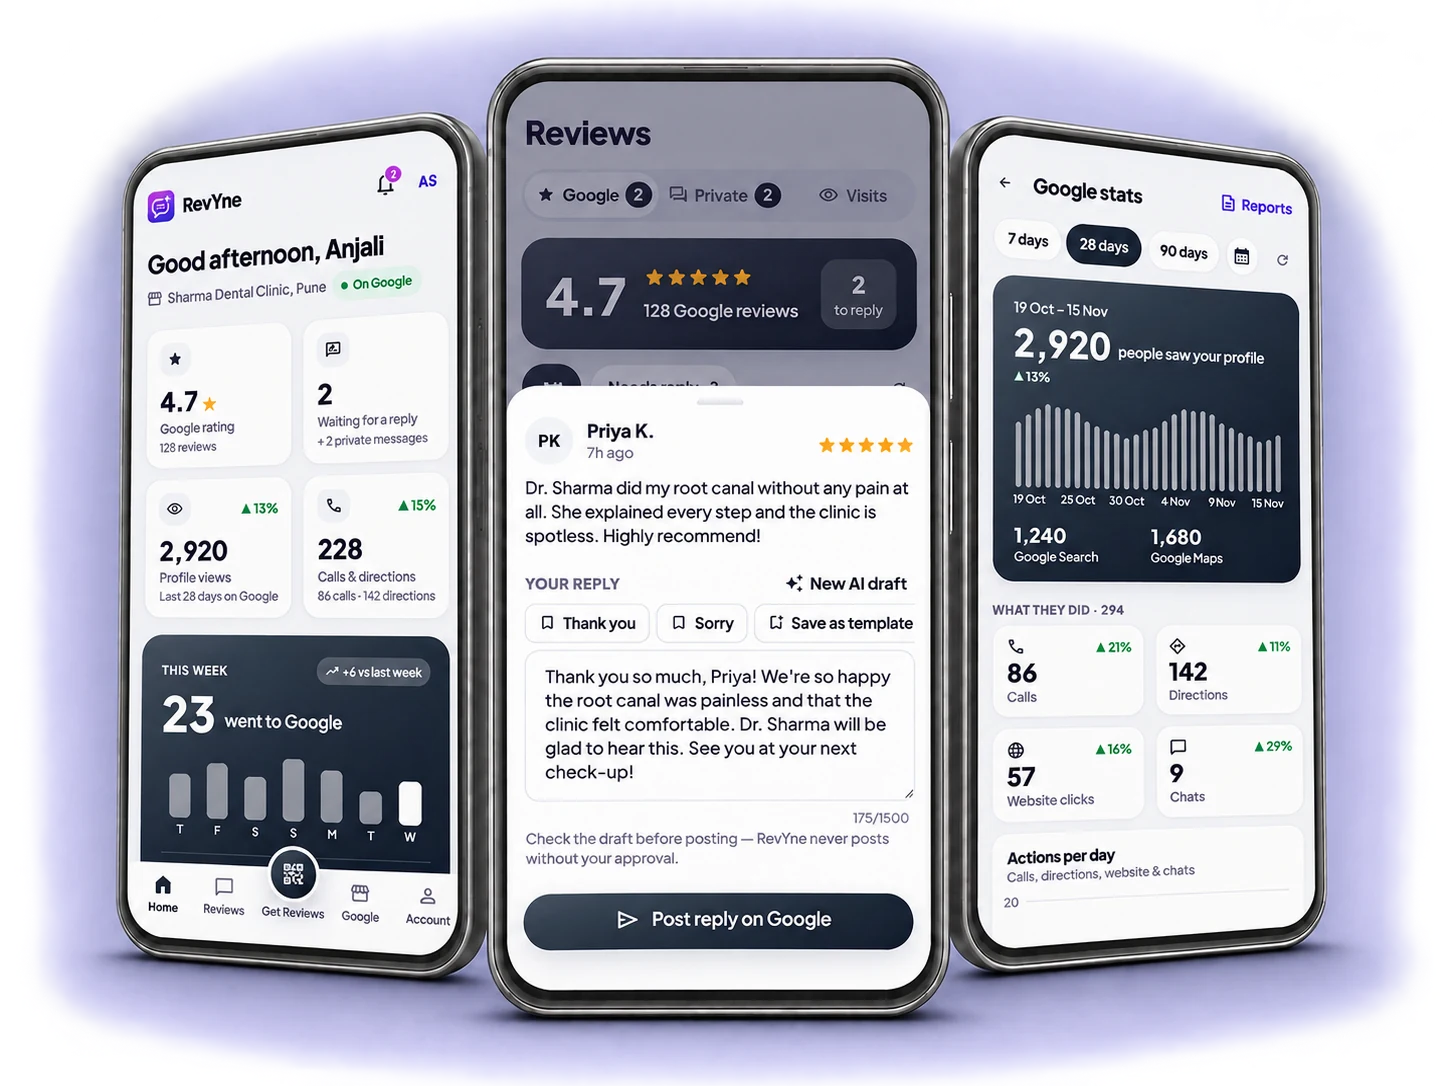 RevYne
2
AS
Good afternoon, Anjali
Sharma Dental Clinic, Pune
On Google
4.7
Google rating
128 reviews
2
Waiting for a reply
+ 2 private messages
▲13%
2,920
Profile views
Last 28 days on Google
▲15%
228
Calls & directions
86 calls · 142 directions
THIS WEEK
+6 vs last week
23 went to Google
T F S S M T W
Home
Reviews
Get Reviews
Google
Account
Reviews
Google 2
Private 2
Visits
4.7
128 Google reviews
2
to reply
PK
Priya K.
7h ago
Dr. Sharma did my root canal without any pain at
all. She explained every step and the clinic is
spotless. Highly recommend!
YOUR REPLY
New AI draft
Thank you
Sorry
Save as template
Thank you so much, Priya! We're so happy
the root canal was painless and that the
clinic felt comfortable. Dr. Sharma will be
glad to hear this. See you at your next
check-up!
175/1500
Check the draft before posting — RevYne never posts
without your approval.
Post reply on Google
Google stats
Reports
7 days
28 days
90 days
19 Oct – 15 Nov
2,920 people saw your profile
▲13%
19 Oct 25 Oct 30 Oct 4 Nov 9 Nov 15 Nov
1,240
Google Search
1,680
Google Maps
WHAT THEY DID · 294
▲21%
86
Calls
▲11%
142
Directions
▲16%
57
Website clicks
▲29%
9
Chats
Actions per day
Calls, directions, website & chats
20